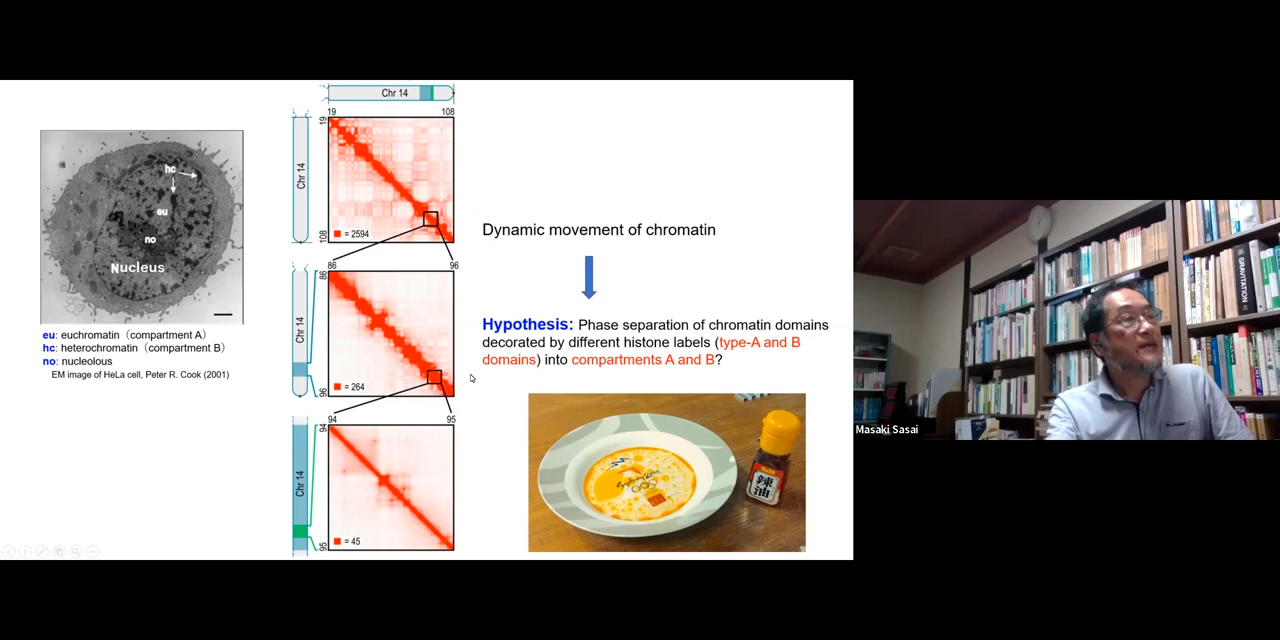 Chr 14
19
108
19
Chr 14
108
= 2594
hc
eu
no
Nucleus
eu: euchromatin（compartment A）
hc: heterochromatin（compartment B）
no: nucleolous
EM image of HeLa cell, Peter R. Cook (2001)
86
96
86
Chr 14
96
= 264
94
95
94
Chr 14
95
= 45
Dynamic movement of chromatin
Hypothesis: Phase separation of chromatin domains
decorated by different histone labels (type-A and B
domains) into compartments A and B?
辣油
GRAVITATION
Masaki Sasai